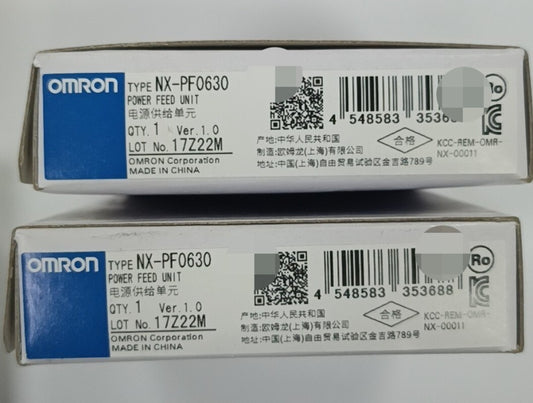 OMRON
TYPE NX-PF0630
POWER FEED UNIT
电源供给单元
QTY. 1 Ver.1.0
LOT No. 17Z22M
OMRON Corporation
MADE IN CHINA
4 548583 35368
产地:中华人民共和国
制造:欧姆龙(上海)有限公司
地址:中国(上海)自由贸易试验区金吉路789号
合格
Ro
KCC-REM-OMR-
NX-00011
OMRON
TYPE NX-PF0630
POWER FEED UNIT
电源供给单元
QTY. 1 Ver.1.0
LOT No. 17Z22M
OMRON Corporation
MADE IN CHINA
4 548583 353688
产地:中华人民共和国
制造:欧姆龙(上海)有限公司
地址:中国(上海)自由贸易试验区金吉路789号
合格
Ro
KCC-REM-OMR-
NX-00011